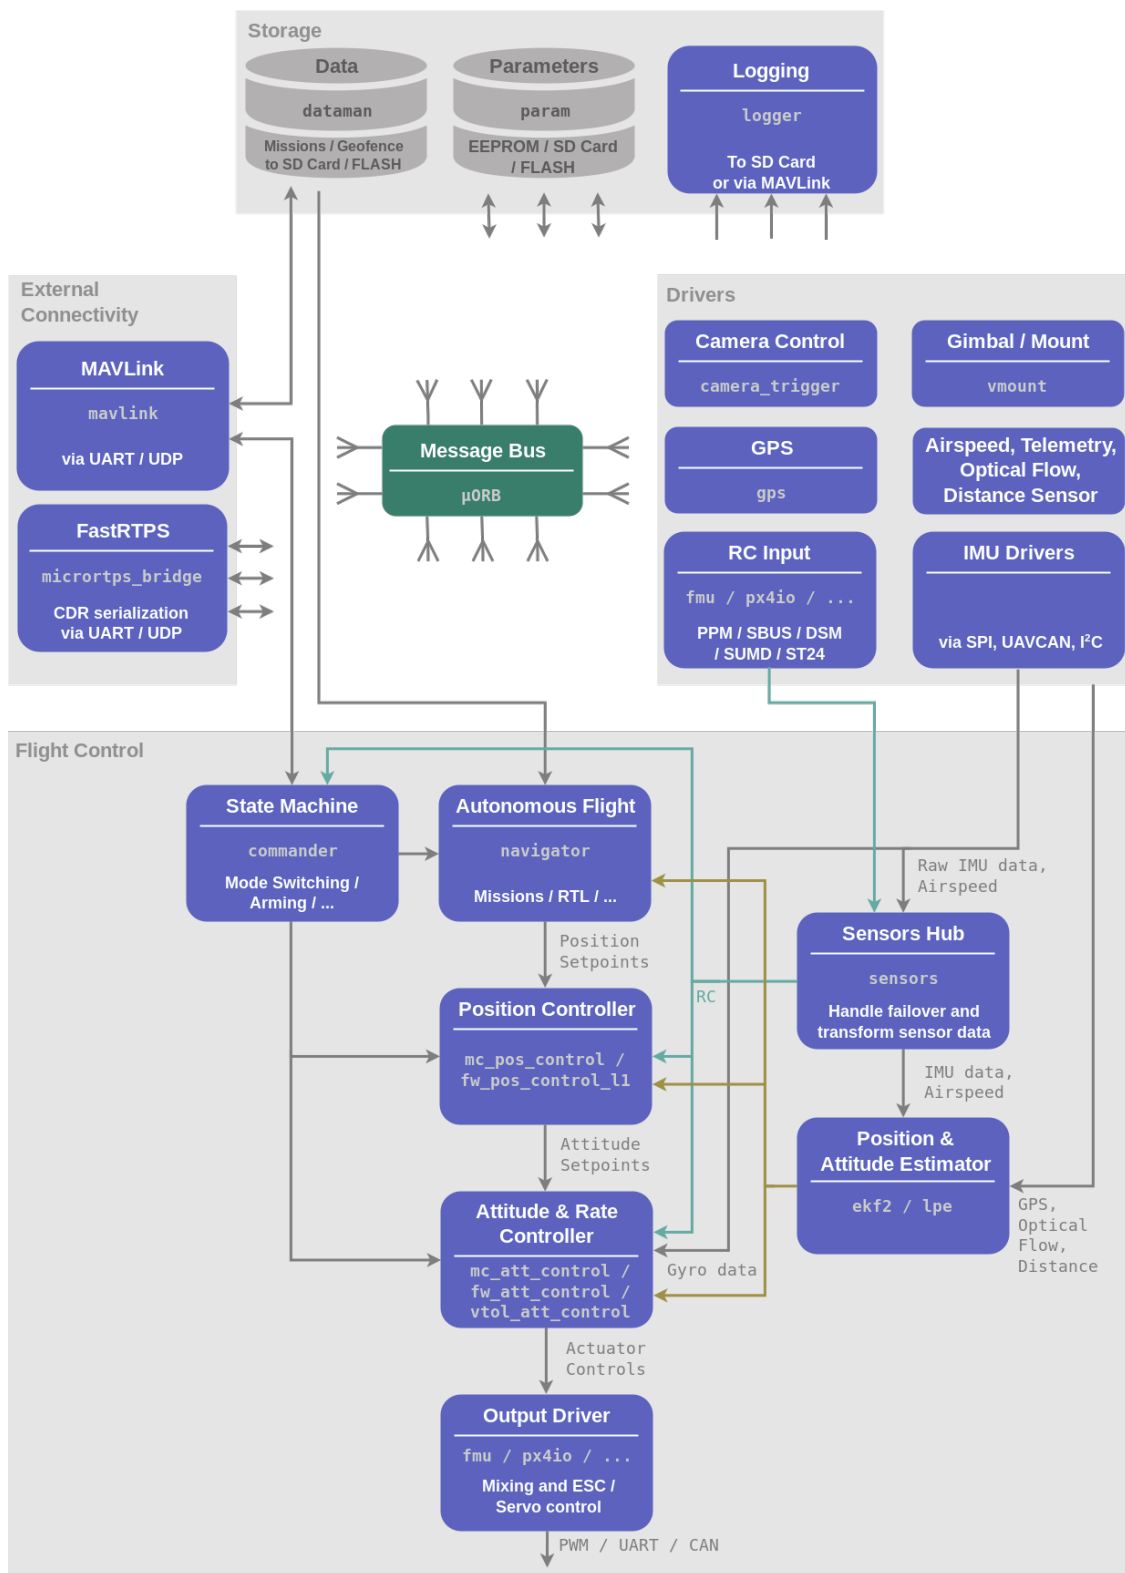 Storage
Data
dataman
Missions / Geofence
to SD Card / FLASH
Parameters
param
EEPROM / SD Card
/ FLASH
Logging
logger
To SD Card
or via MAVLink
External
Connectivity
MAVLink
mavlink
via UART / UDP
FastRTPS
micrortps_bridge
CDR serialization
via UART / UDP
Message Bus
μORB
Drivers
Camera Control
camera_trigger
Gimbal / Mount
vmount
GPS
gps
Airspeed, Telemetry,
Optical Flow,
Distance Sensor
RC Input
fmu / px4io / ...
PPM / SBUS / DSM
/ SUMD / ST24
IMU Drivers
via SPI, UAVCAN, I²C
Flight Control
State Machine
commander
Mode Switching /
Arming / ...
Autonomous Flight
navigator
Missions / RTL / ...
Raw IMU data,
Airspeed
Position
Setpoints
Sensors Hub
sensors
Handle failover and
transform sensor data
RC
Position Controller
mc_pos_control /
fw_pos_control_l1
IMU data,
Airspeed
Attitude
Setpoints
Position &
Attitude Estimator
ekf2 / lpe
GPS,
Optical
Flow,
Distance
Attitude & Rate
Controller
mc_att_control /
fw_att_control /
vtol_att_control
Gyro data
Actuator
Controls
Output Driver
fmu / px4io / ...
Mixing and ESC /
Servo control
PWM / UART / CAN